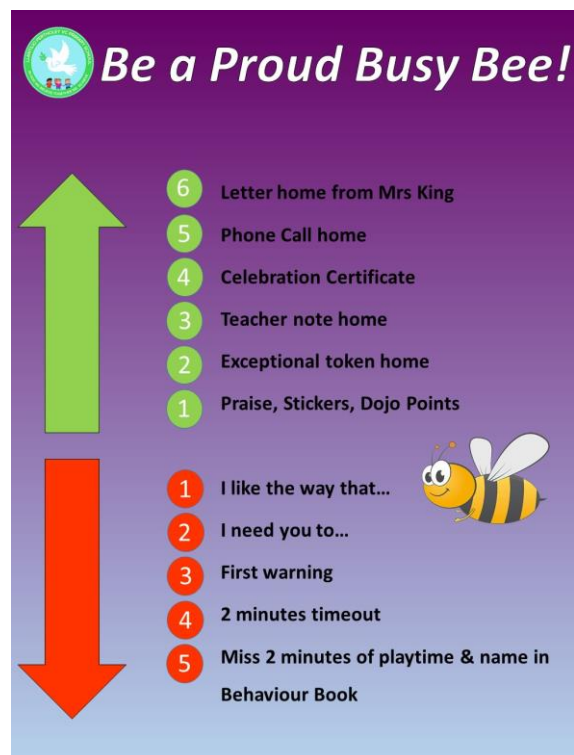 Be a Proud Busy Bee!
6 Letter home from Mrs King
5 Phone Call home
4 Celebration Certificate
3 Teacher note home
2 Exceptional token home
1 Praise, Stickers, Dojo Points
1 I like the way that…
2 I need you to…
3 First warning
4 2 minutes timeout
5 Miss 2 minutes of playtime & name in
Behaviour Book